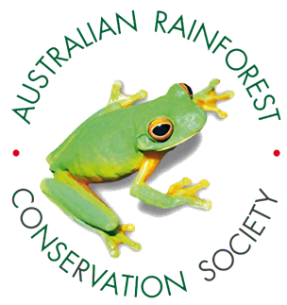 AUSTRALIAN RAINFOREST
CONSERVATION SOCIETY